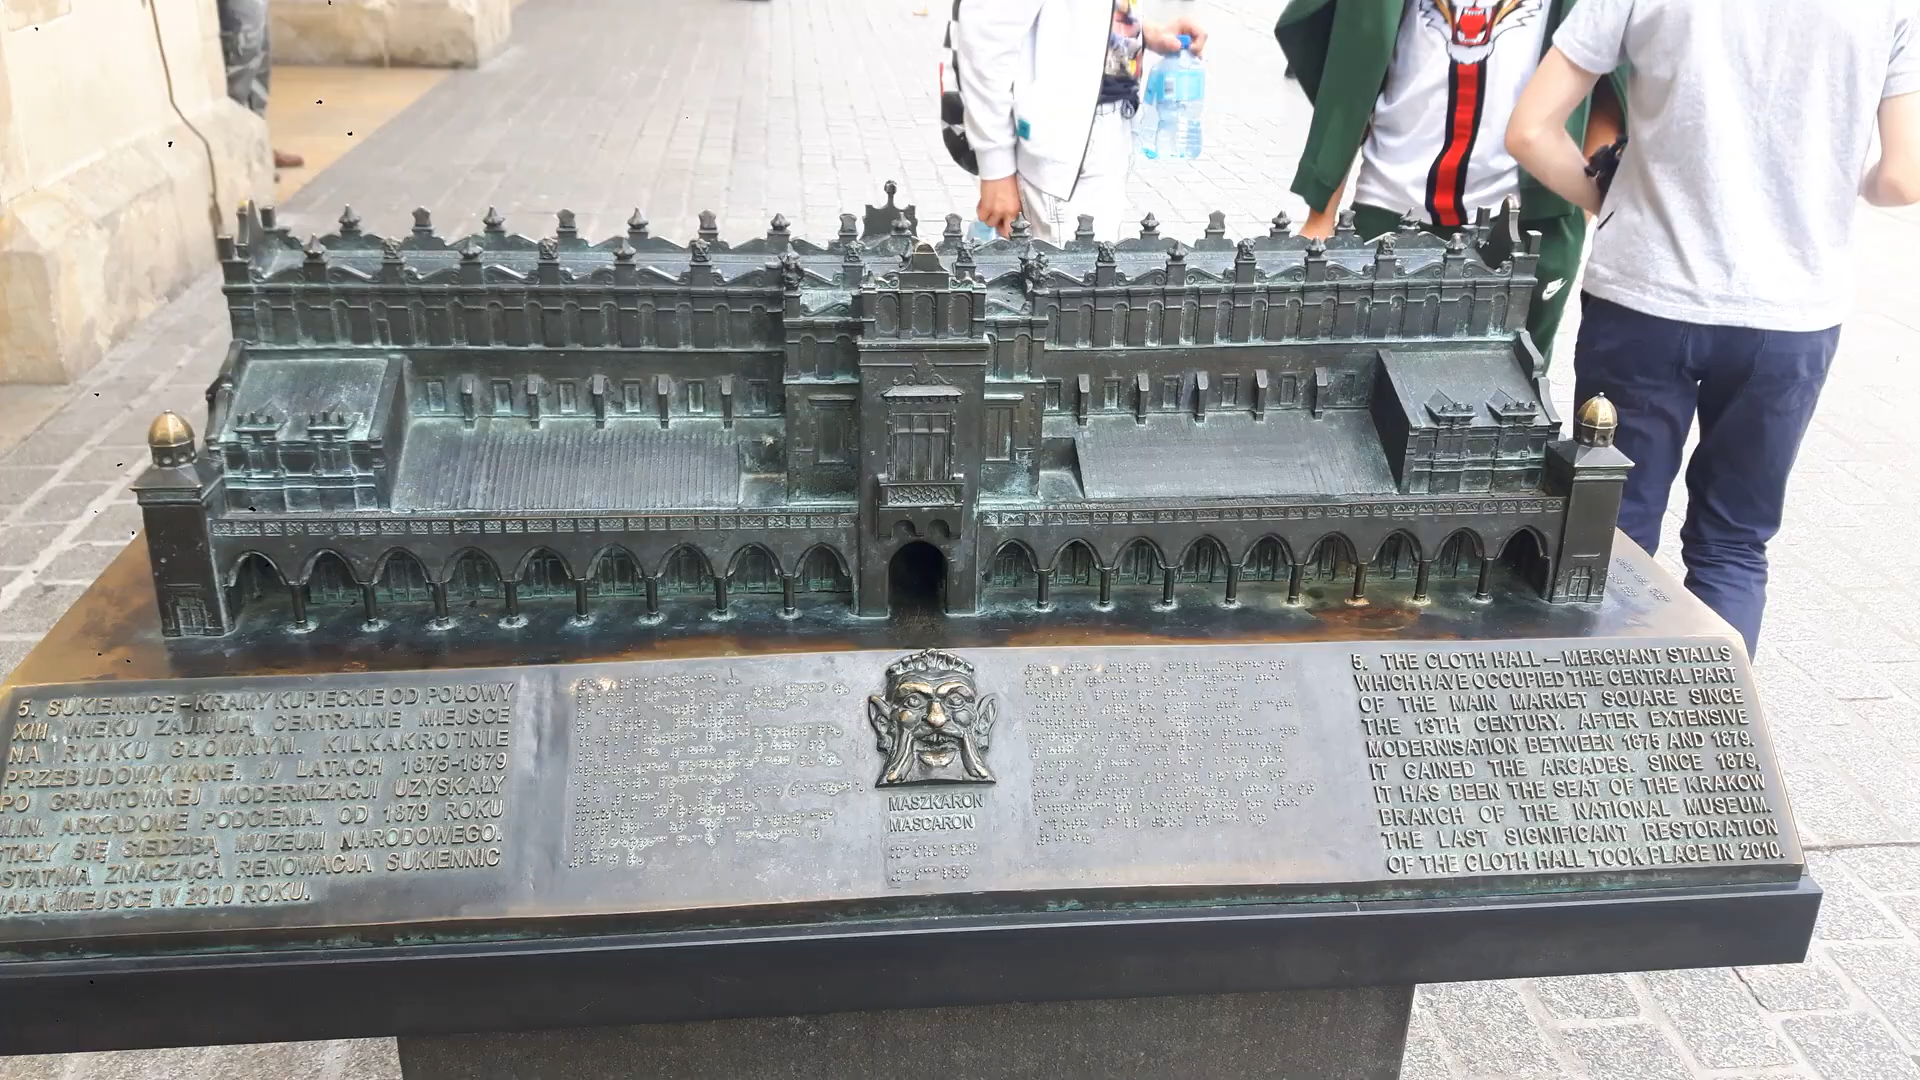 5. SUKIENNICE – KRAMY KUPIECKIE OD POŁOWY
XIII WIEKU ZAJMUJĄ CENTRALNE MIEJSCE
NA RYNKU GŁÓWNYM. KILKAKROTNIE
PRZEBUDOWYWANE. W LATACH 1875-1879
PO GRUNTOWNEJ MODERNIZACJI UZYSKAŁY
M.IN. ARKADOWE PODCIENIA. OD 1879 ROKU
STAŁY SIĘ SIEDZIBĄ MUZEUM NARODOWEGO.
OSTATNIA ZNACZĄCA RENOWACJA SUKIENNIC
MIAŁA MIEJSCE W 2010 ROKU.
MASZKARON
MASCARON
5. THE CLOTH HALL – MERCHANT STALLS
WHICH HAVE OCCUPIED THE CENTRAL PART
OF THE MAIN MARKET SQUARE SINCE
THE 13TH CENTURY. AFTER EXTENSIVE
MODERNISATION BETWEEN 1875 AND 1879,
IT GAINED THE ARCADES. SINCE 1879,
IT HAS BEEN THE SEAT OF THE KRAKOW
BRANCH OF THE NATIONAL MUSEUM.
THE LAST SIGNIFICANT RESTORATION
OF THE CLOTH HALL TOOK PLACE IN 2010.